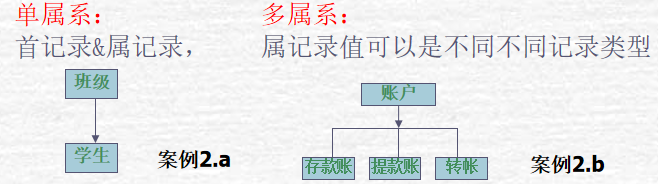 单属系：
首记录&属记录，
班级
学生
案例2.a
多属系：
属记录值可以是不同不同记录类型
账户
存款账
提款账
转帐
案例2.b